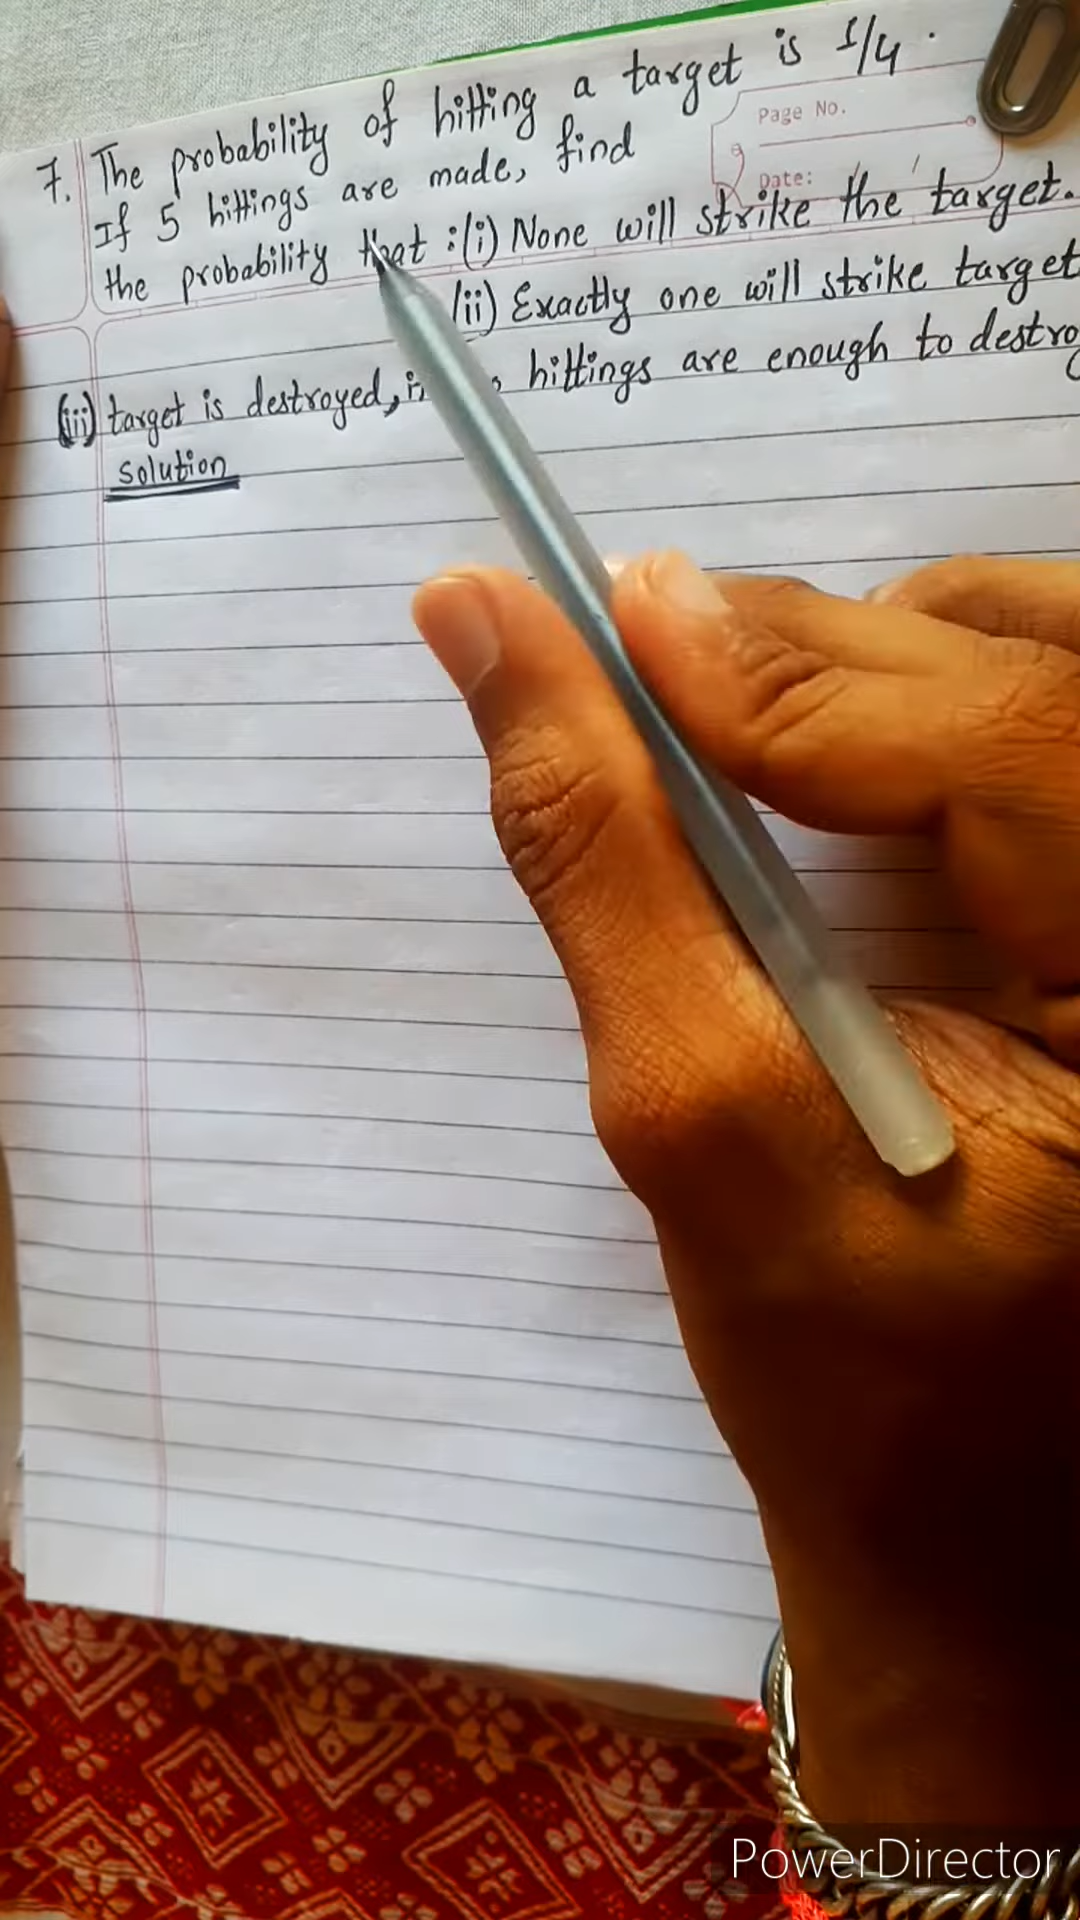 7. The probability of hitting a target is 1/4.
If 5 hittings are made, find
Page No.
Date:
the probability that :(i) None will strike the target.
(ii) Exactly one will strike target
(iii) target is destroyed, hittings are enough to destroy
solution
PowerDirector